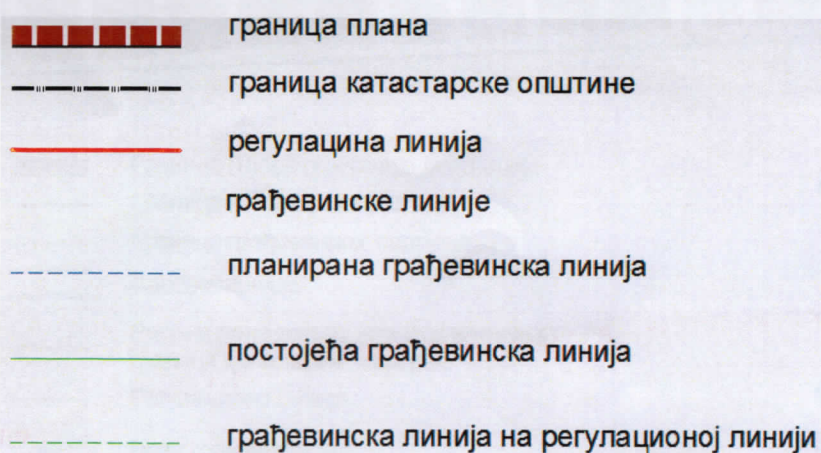 граница плана
граница катастарске општине
регулацина линија
грађевинске линије
планирана грађевинска линија
постојећа грађевинска линија
грађевинска линија на регулационој линији